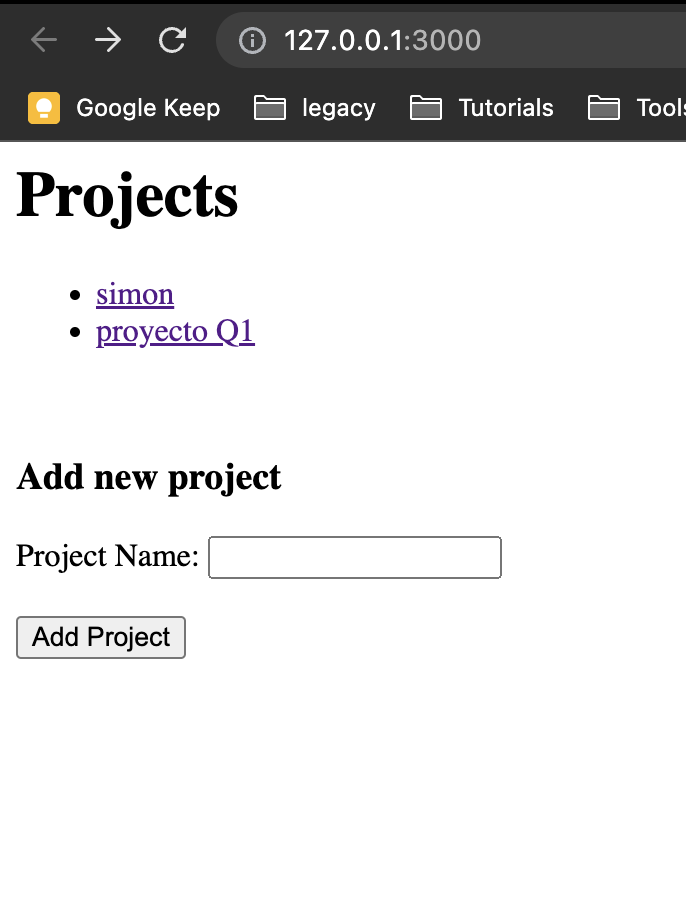 127.0.0.1:3000
Google Keep legacy Tutorials Tools
Projects
simon
proyecto Q1
Add new project
Project Name:
Add Project